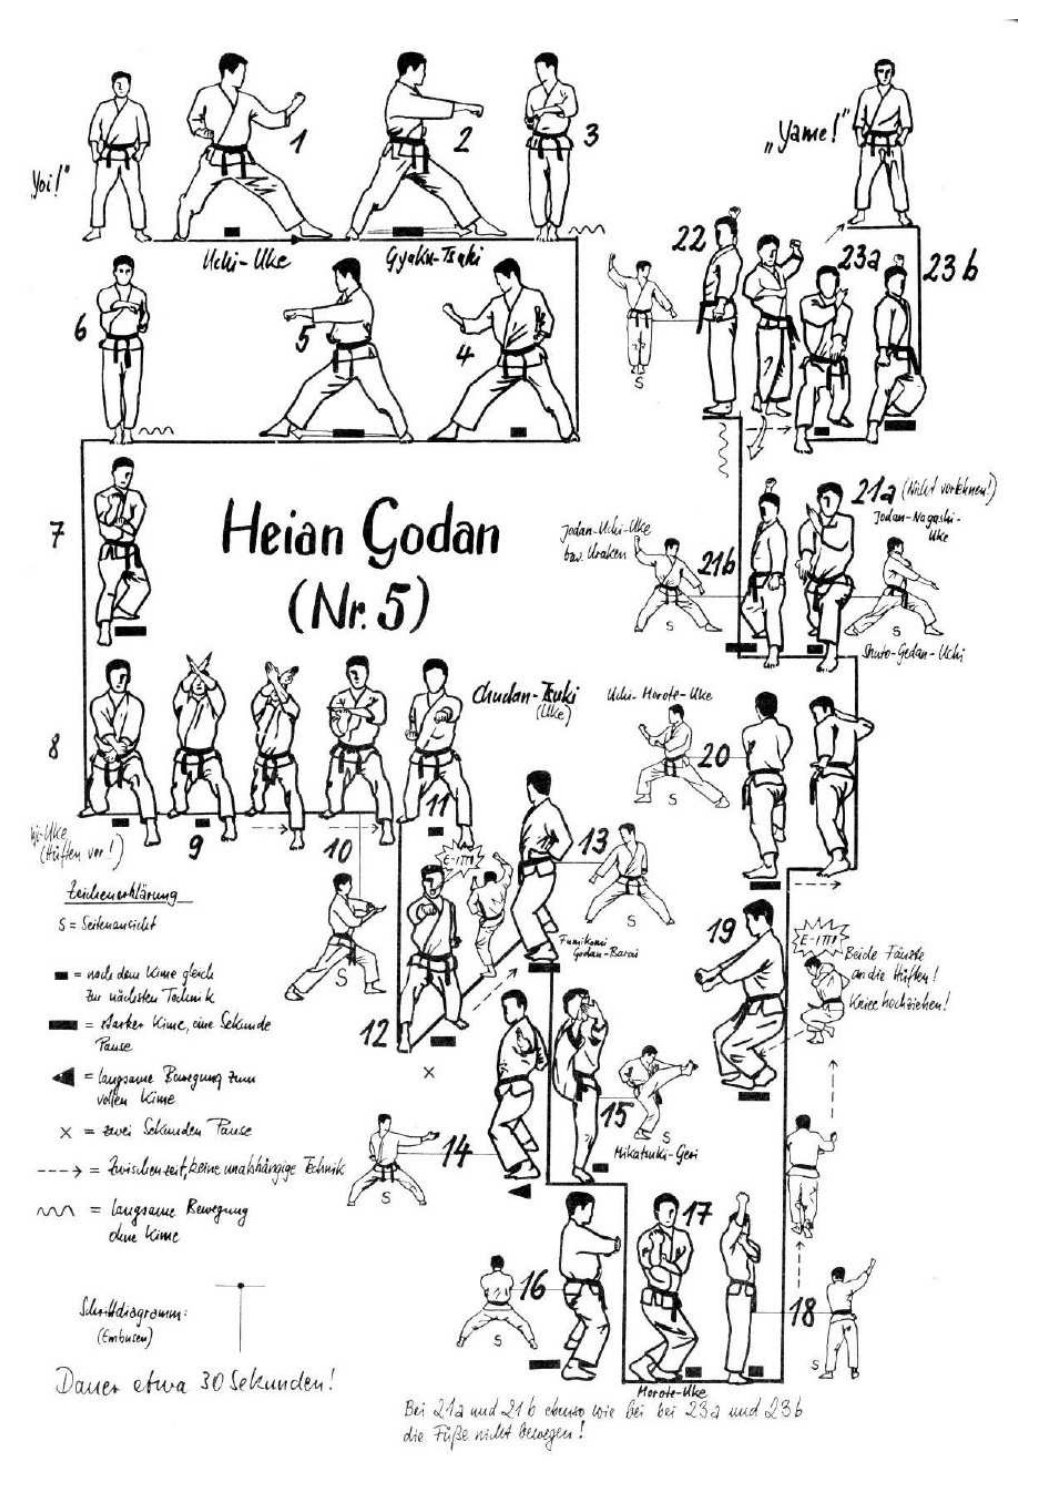 Yoi!"
1
2
3
Uchi-Uke
Gyaku-Tsuki
4
5
6
7
8
Heian Godan
(Nr. 5)
"Yame!"
22
23a
23b
S
21a (Nicht vorlehnen!)
Jodan-Nagashi-
Uke
Jodan-Uchi-Uke
bzw. Uraken
21b
S
S
Shuto-Gedan-Uchi
Chudan-Tsuki
(Uke)
Uchi-Morote-Uke
20
S
ji-Uke
(Hüften vor!)
9
10
11
S
E-ITTI
12
13
S
Fumikomi
Gedan-Barai
Zeichenerklärung
S = Seitenansicht
= nach dem Kime gleich
zur nächsten Technik
= starker Kime, eine Sekunde
Pause
= langsame Bewegung zum
vollen Kime
x = zwei Sekunden Pause
= Zwischenzeit, keine unabhängige Technik
= langsame Bewegung
ohne Kime
Schrittdiagramm:
(Embusen)
Dauer etwa 30 Sekunden!
x
14
S
15
S
Mikatsuki-Geri
16
S
17
Morote-Uke
18
S
19
E-ITTI
Beide Fäuste
an die Hüften!
Kniee hochziehen!
Bei 21a und 21b ebenso wie bei bei 23a und 23b
die Füße nicht bewegen!